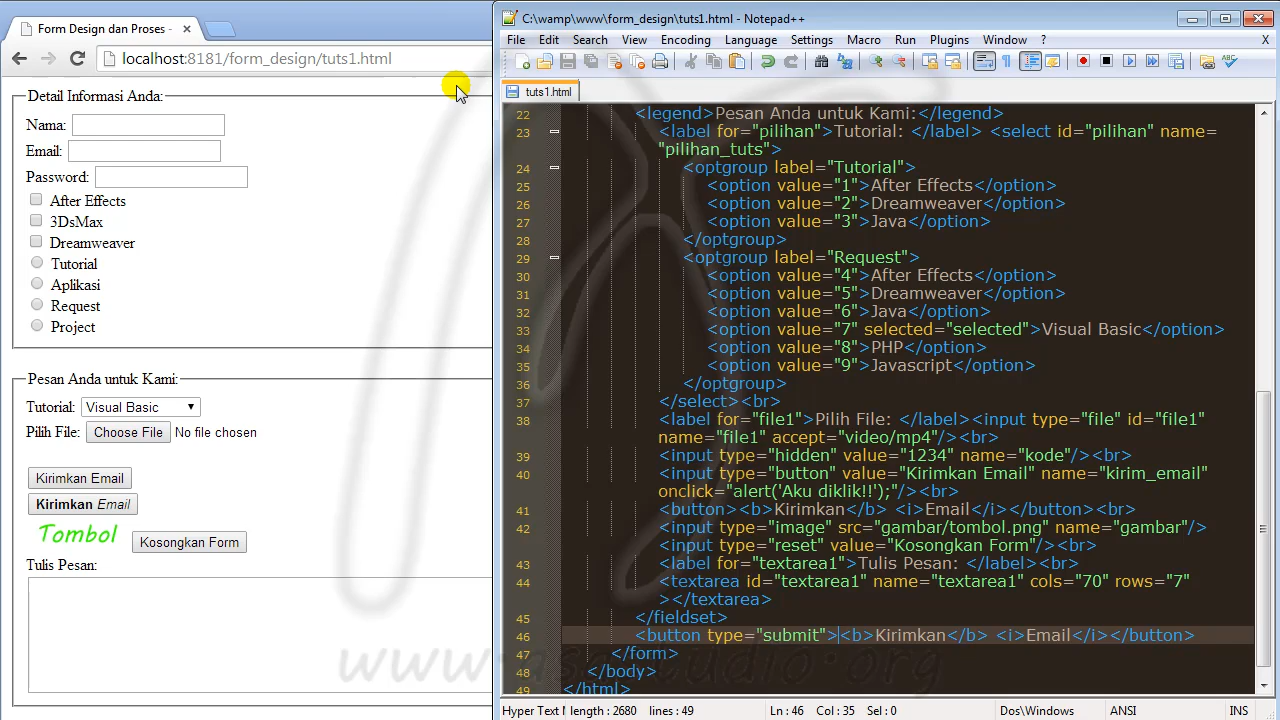 Form Design dan Proses -
localhost:8181/form_design/tuts1.html
Detail Informasi Anda:
Nama:
Email:
Password:
After Effects
3DsMax
Dreamweaver
Tutorial
Aplikasi
Request
Project
Pesan Anda untuk Kami:
Tutorial: Visual Basic
Pilih File: Choose File No file chosen
Kirimkan Email
Kirimkan Email
Tombol Kosongkan Form
Tulis Pesan:
C:\wamp\www\form_design\tuts1.html - Notepad++
File Edit Search View Encoding Language Settings Macro Run Plugins Window ? X
tuts1.html
22 <legend>Pesan Anda untuk Kami:</legend>
23 <label for="pilihan">Tutorial: </label> <select id="pilihan" name=
"pilihan_tuts">
24 <optgroup label="Tutorial">
25 <option value="1">After Effects</option>
26 <option value="2">Dreamweaver</option>
27 <option value="3">Java</option>
28 </optgroup>
29 <optgroup label="Request">
30 <option value="4">After Effects</option>
31 <option value="5">Dreamweaver</option>
32 <option value="6">Java</option>
33 <option value="7" selected="selected">Visual Basic</option>
34 <option value="8">PHP</option>
35 <option value="9">Javascript</option>
36 </optgroup>
37 </select><br>
38 <label for="file1">Pilih File: </label><input type="file" id="file1"
name="file1" accept="video/mp4"/><br>
39 <input type="hidden" value="1234" name="kode"/><br>
40 <input type="button" value="Kirimkan Email" name="kirim_email"
onclick="alert('Aku diklik!!');"/><br>
41 <button><b>Kirimkan</b> <i>Email</i></button><br>
42 <input type="image" src="gambar/tombol.png" name="gambar"/>
<input type="reset" value="Kosongkan Form"/><br>
43 <label for="textarea1">Tulis Pesan: </label><br>
44 <textarea id="textarea1" name="textarea1" cols="70" rows="7"
></textarea>
45 </fieldset>
46 <button type="submit"><b>Kirimkan</b> <i>Email</i></button>
47 </form>
48 </body>
49 </html>
Hyper Text M length : 2680 lines : 49 Ln : 46 Col : 35 Sel : 0 Dos\Windows ANSI INS